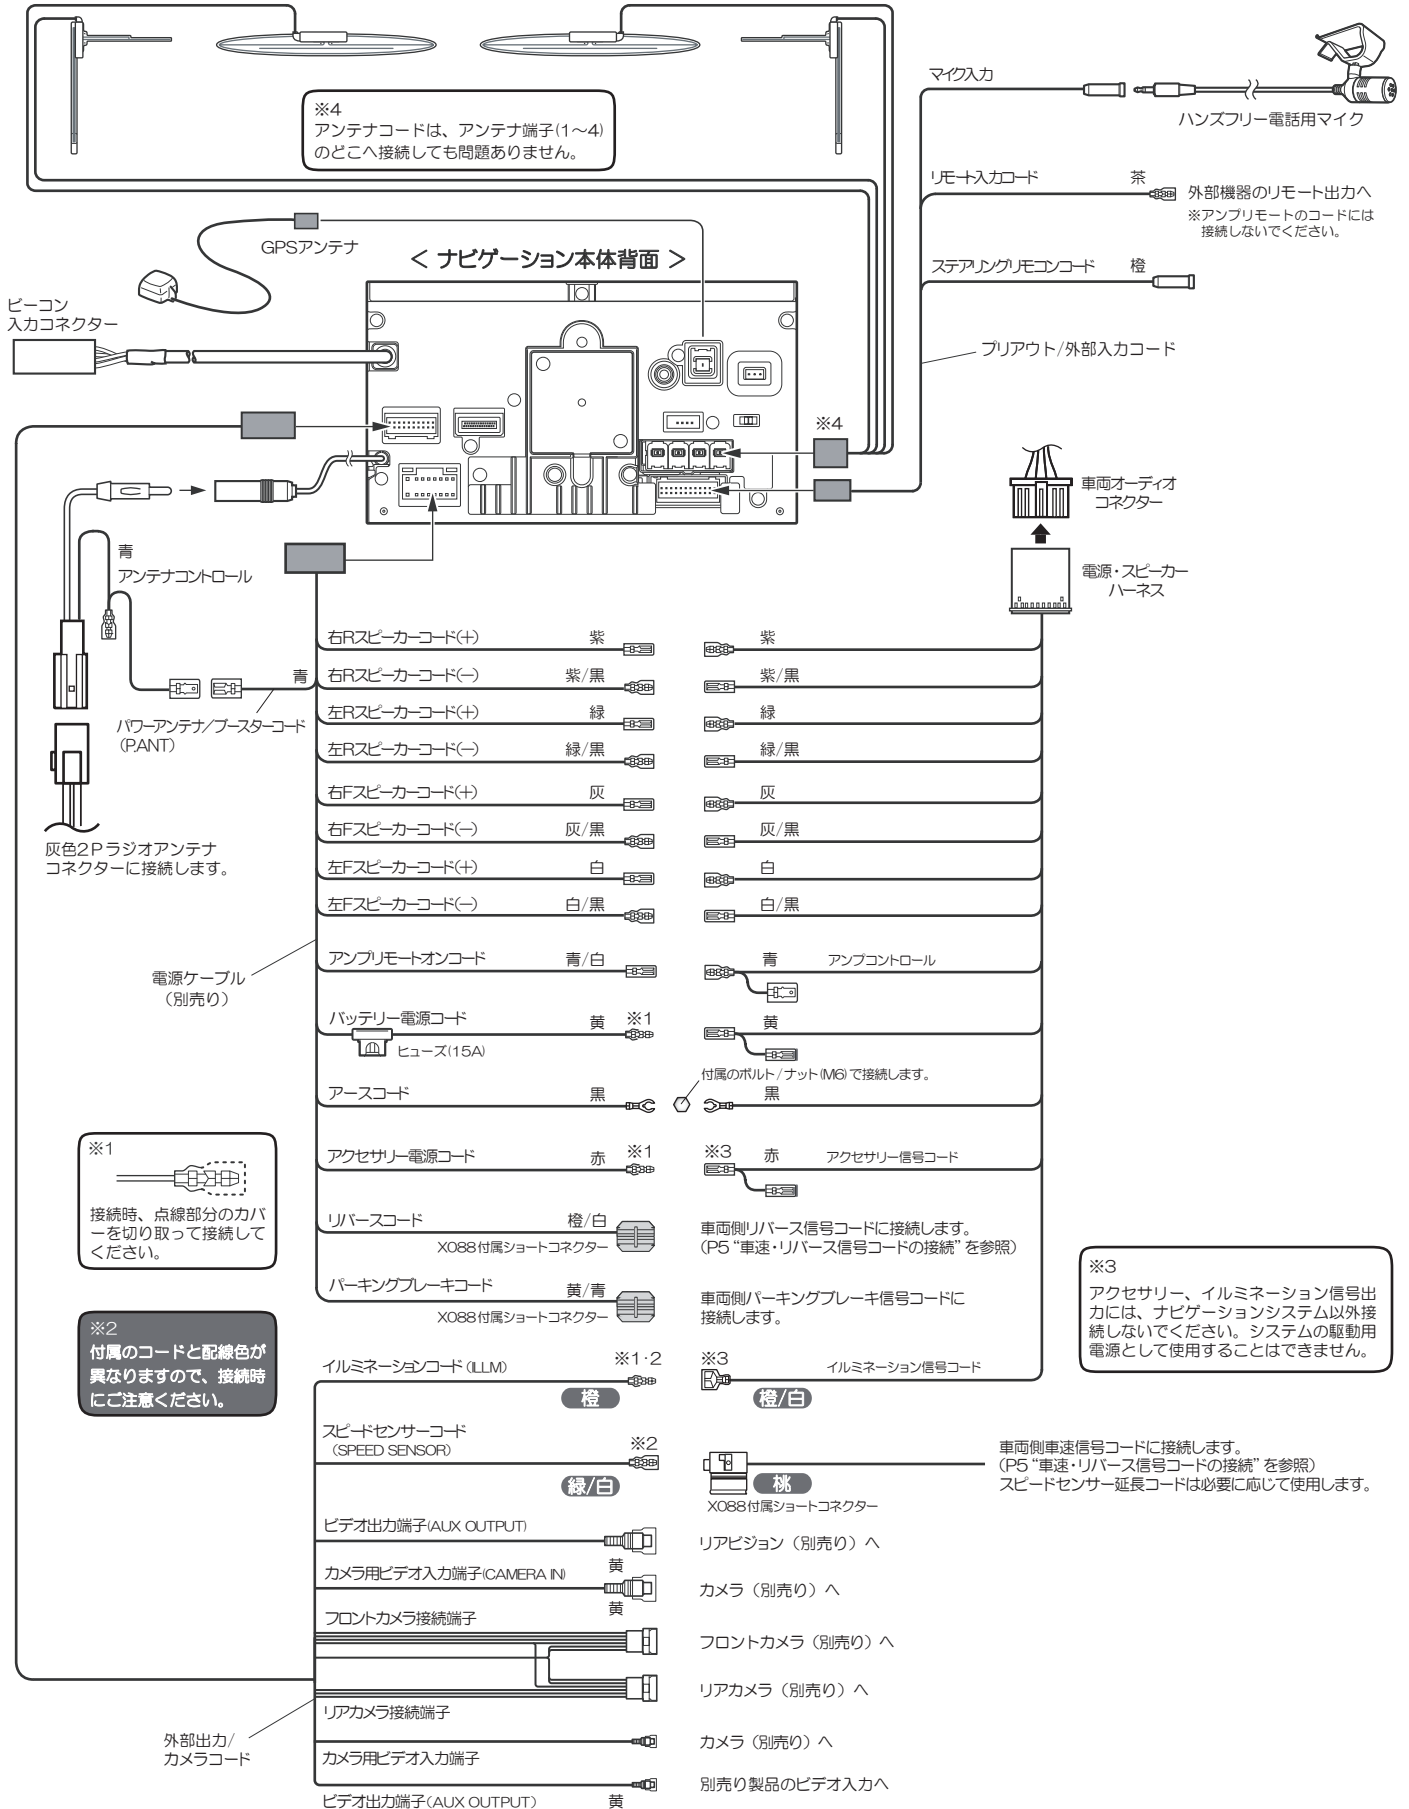 ※4
アンテナコードは、アンテナ端子(1～4)
のどこへ接続しても問題ありません。
マイク入力
ハンズフリー電話用マイク
リモート入力コード
茶
外部機器のリモート出力へ
※アンプリモートのコードには
接続しないでください。
ステアリングリモコンコード
橙
GPSアンテナ
＜ ナビゲーション本体背面 ＞
ビーコン
入力コネクター
プリアウト/外部入力コード
※4
車両オーディオ
コネクター
電源・スピーカー
ハーネス
青
アンテナコントロール
青
パワーアンテナ/ブースターコード
(P.ANT)
灰色2Pラジオアンテナ
コネクターに接続します。
右Rスピーカーコード(＋)
紫
紫
右Rスピーカーコード(－)
紫/黒
紫/黒
左Rスピーカーコード(＋)
緑
緑
左Rスピーカーコード(－)
緑/黒
緑/黒
右Fスピーカーコード(＋)
灰
灰
右Fスピーカーコード(－)
灰/黒
灰/黒
左Fスピーカーコード(＋)
白
白
左Fスピーカーコード(－)
白/黒
白/黒
電源ケーブル
（別売り）
アンプリモートオンコード
青/白
青
アンプコントロール
バッテリー電源コード
黄
※1
黄
ヒューズ(15A)
付属のボルト/ナット(M6)で接続します。
アースコード
黒
黒
※1
接続時、点線部分のカバ
ーを切り取って接続して
ください。
アクセサリー電源コード
赤
※1
※3
赤
アクセサリー信号コード
リバースコード
橙/白
X088付属ショートコネクター
車両側リバース信号コードに接続します。
(P5“車速・リバース信号コードの接続”を参照)
パーキングブレーキコード
黄/青
X088付属ショートコネクター
車両側パーキングブレーキ信号コードに
接続します。
※3
アクセサリー、イルミネーション信号出
力には、ナビゲーションシステム以外接
続しないでください。システムの駆動用
電源として使用することはできません。
※2
付属のコードと配線色が
異なりますので、接続時
にご注意ください。
イルミネーションコード(ILLM)
※1・2
橙
※3
橙/白
イルミネーション信号コード
スピードセンサーコード
(SPEED SENSOR)
※2
緑/白
桃
X088付属ショートコネクター
車両側車速信号コードに接続します。
(P5“車速・リバース信号コードの接続”を参照)
スピードセンサー延長コードは必要に応じて使用します。
ビデオ出力端子(AUX OUTPUT)
黄
リアビジョン（別売り）へ
カメラ用ビデオ入力端子(CAMERA IN)
黄
カメラ（別売り）へ
フロントカメラ接続端子
フロントカメラ（別売り）へ
リアカメラ（別売り）へ
リアカメラ接続端子
外部出力/
カメラコード
カメラ（別売り）へ
カメラ用ビデオ入力端子
別売り製品のビデオ入力へ
ビデオ出力端子(AUX OUTPUT)
黄